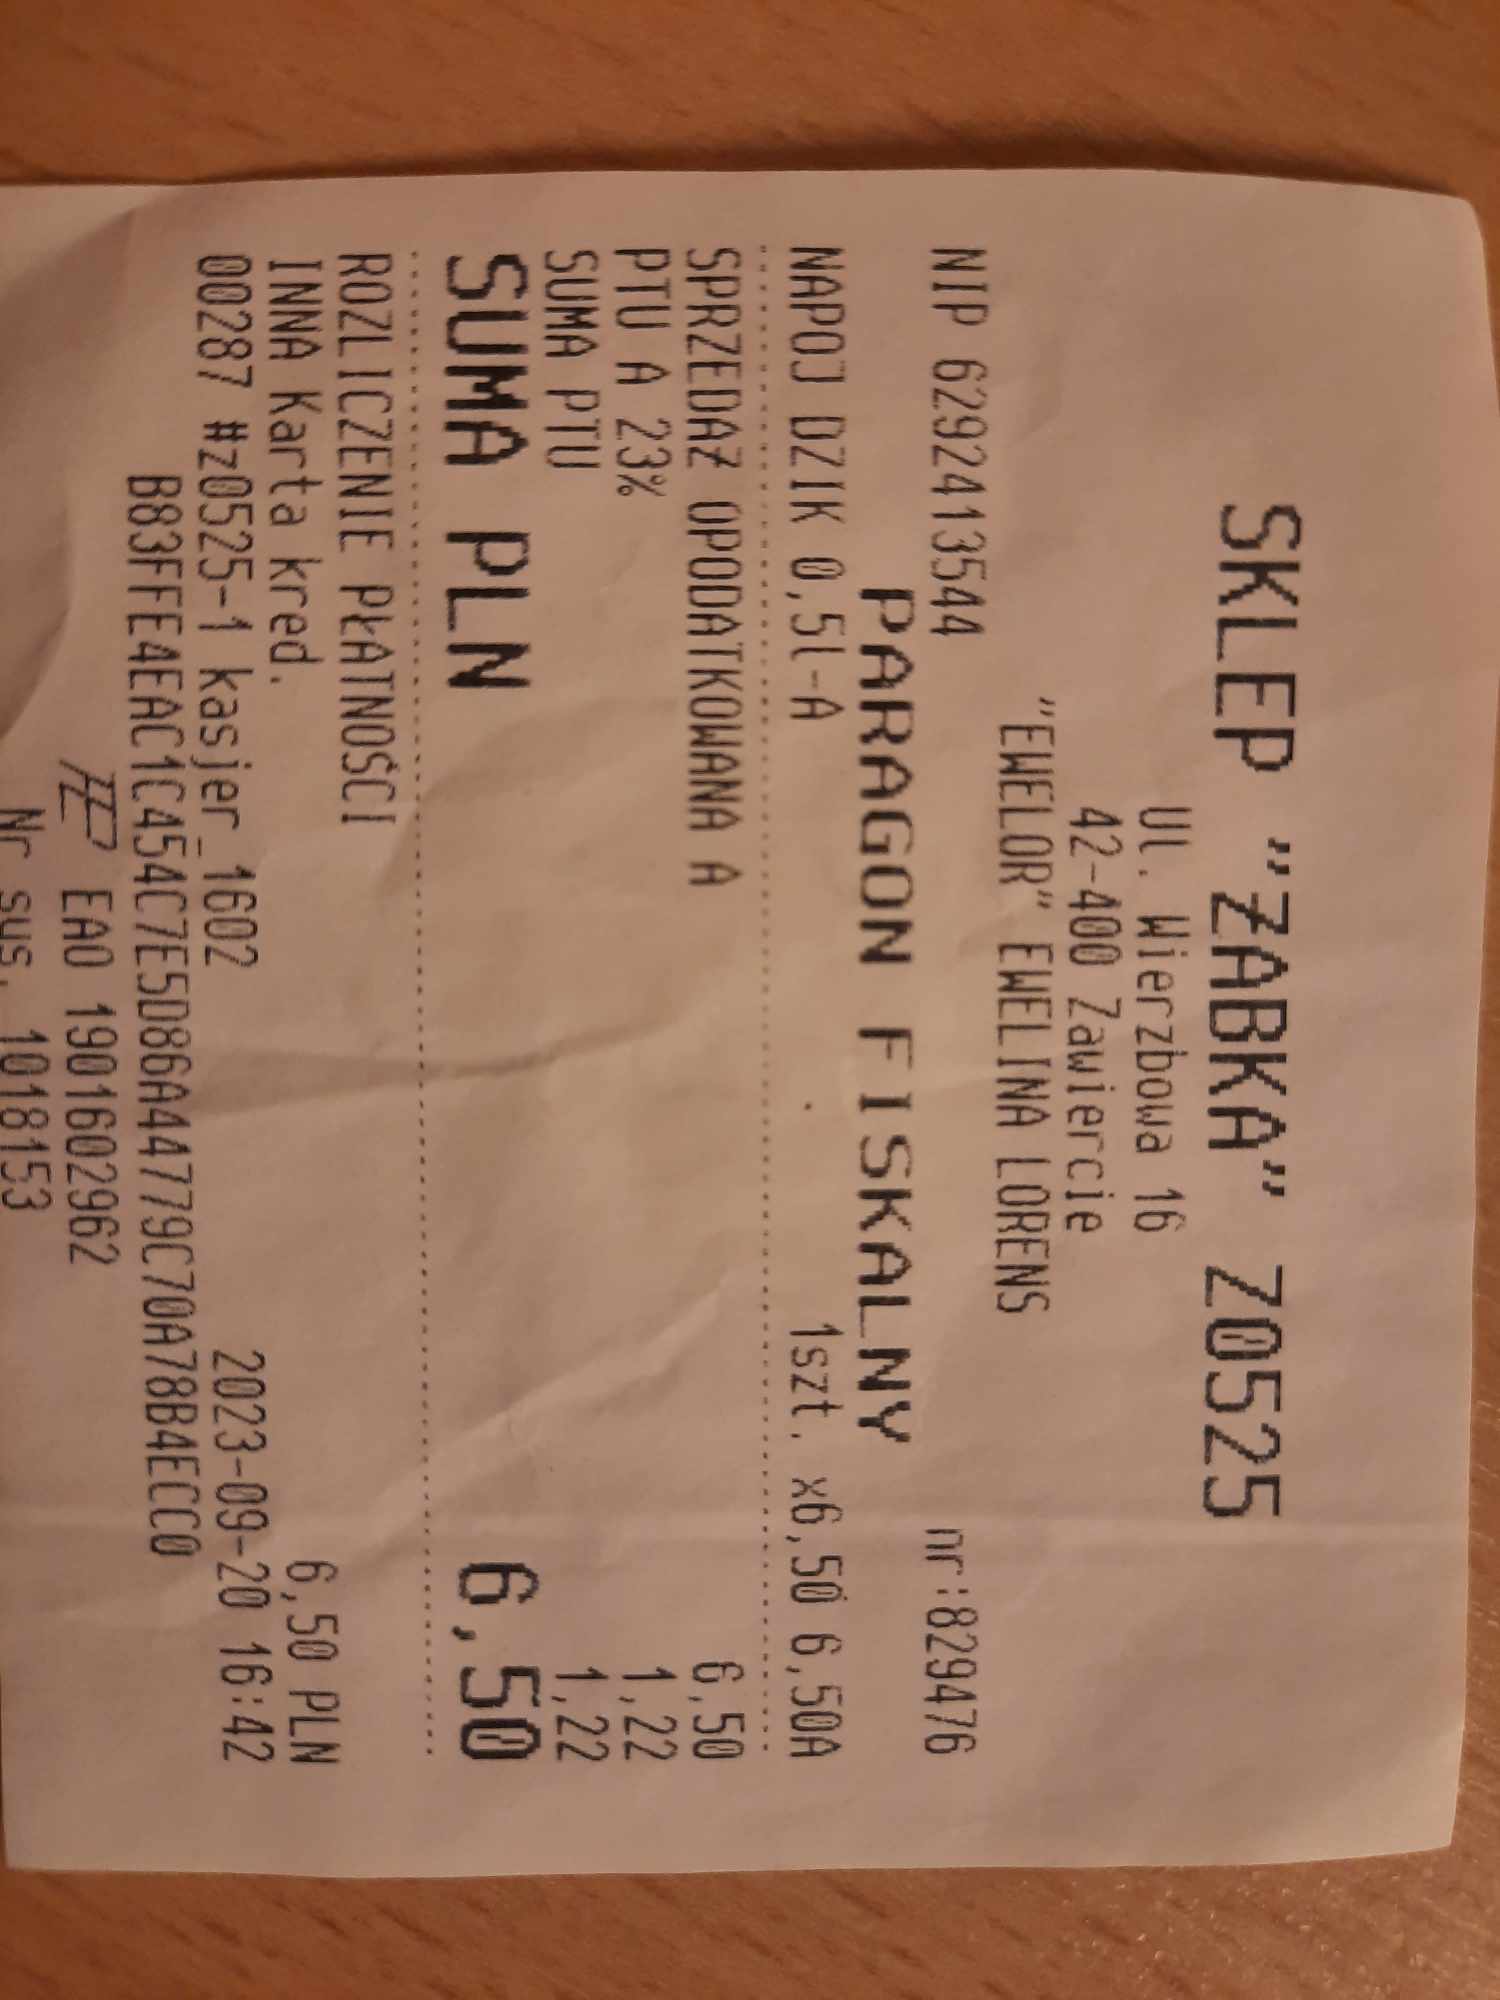 SKLEP "ŻABKA" Z0525
Ul. Wierzbowa 16
42-400 Zawiercie
"EWELOR" EWELINA LORENS
NIP 6292413544 nr:829476
PARAGON FISKALNY
NAPOJ DZIK 0,5l-A 1szt. x6,50 6,50A
SPRZEDAŻ OPODATKOWANA A 6,50
PTU A 23% 1,22
SUMA PTU 1,22
SUMA PLN 6,50
ROZLICZENIE PŁATNOŚCI
INNA Karta kred. 6,50 PLN
00287 #z0525-1 kasjer_1602 2023-09-20 16:42
B83FFE4EAC1C454C7E5D86A44779C70A78B4ECC0
EAO 1901602962
Nr sys. 1018153